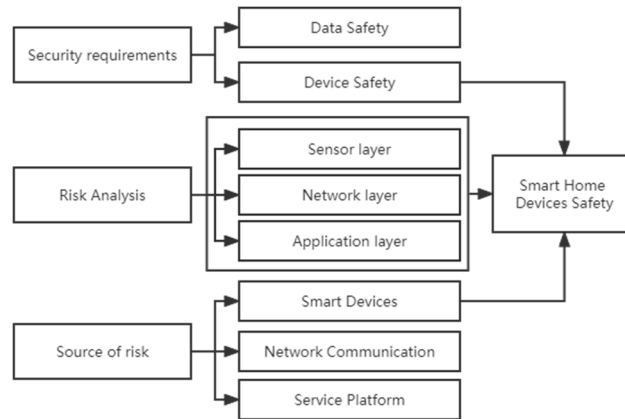 Data Safety
Security requirements
Device Safety
Sensor layer
Risk Analysis
Network layer
Smart Home
Devices Safety
Application layer
Smart Devices
Source of risk
Network Communication
Service Platform